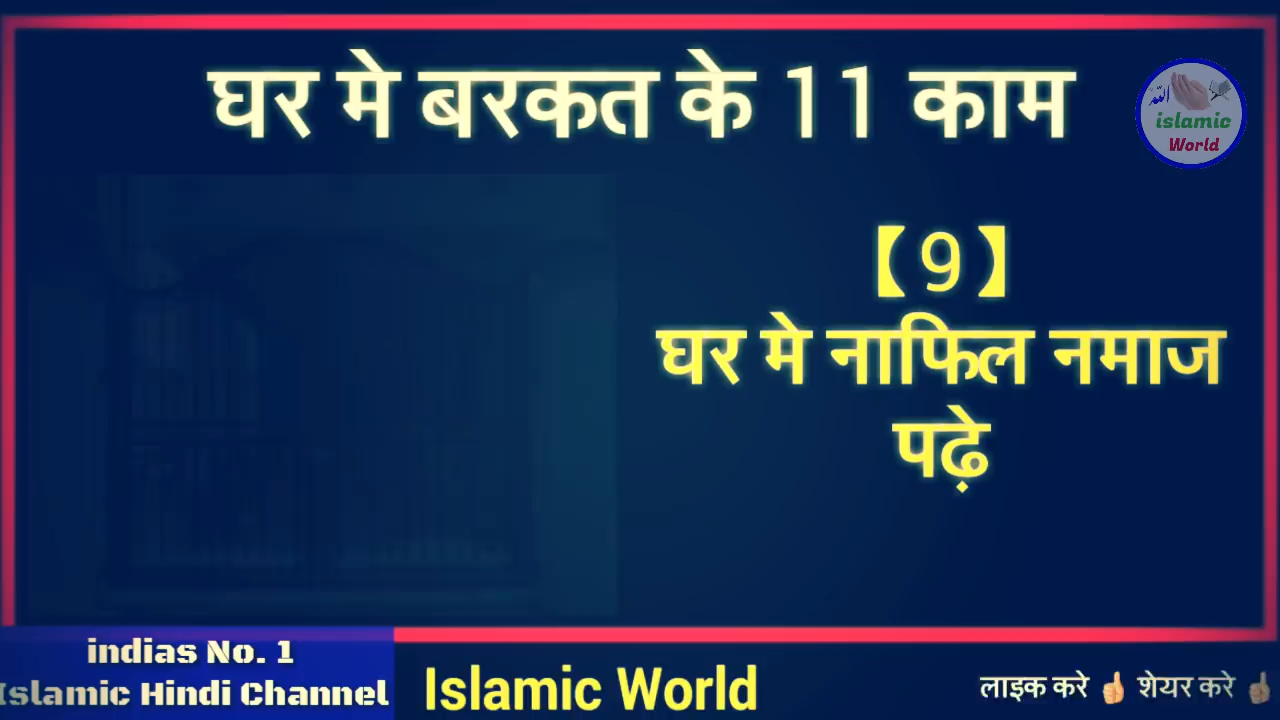 घर मे बरकत के 11 काम
الله
islamic
World
【9】
घर मे नाफिल नमाज
पढ़े
indias No. 1
Islamic Hindi Channel
Islamic World
लाइक करे 👍 शेयर करे 👍